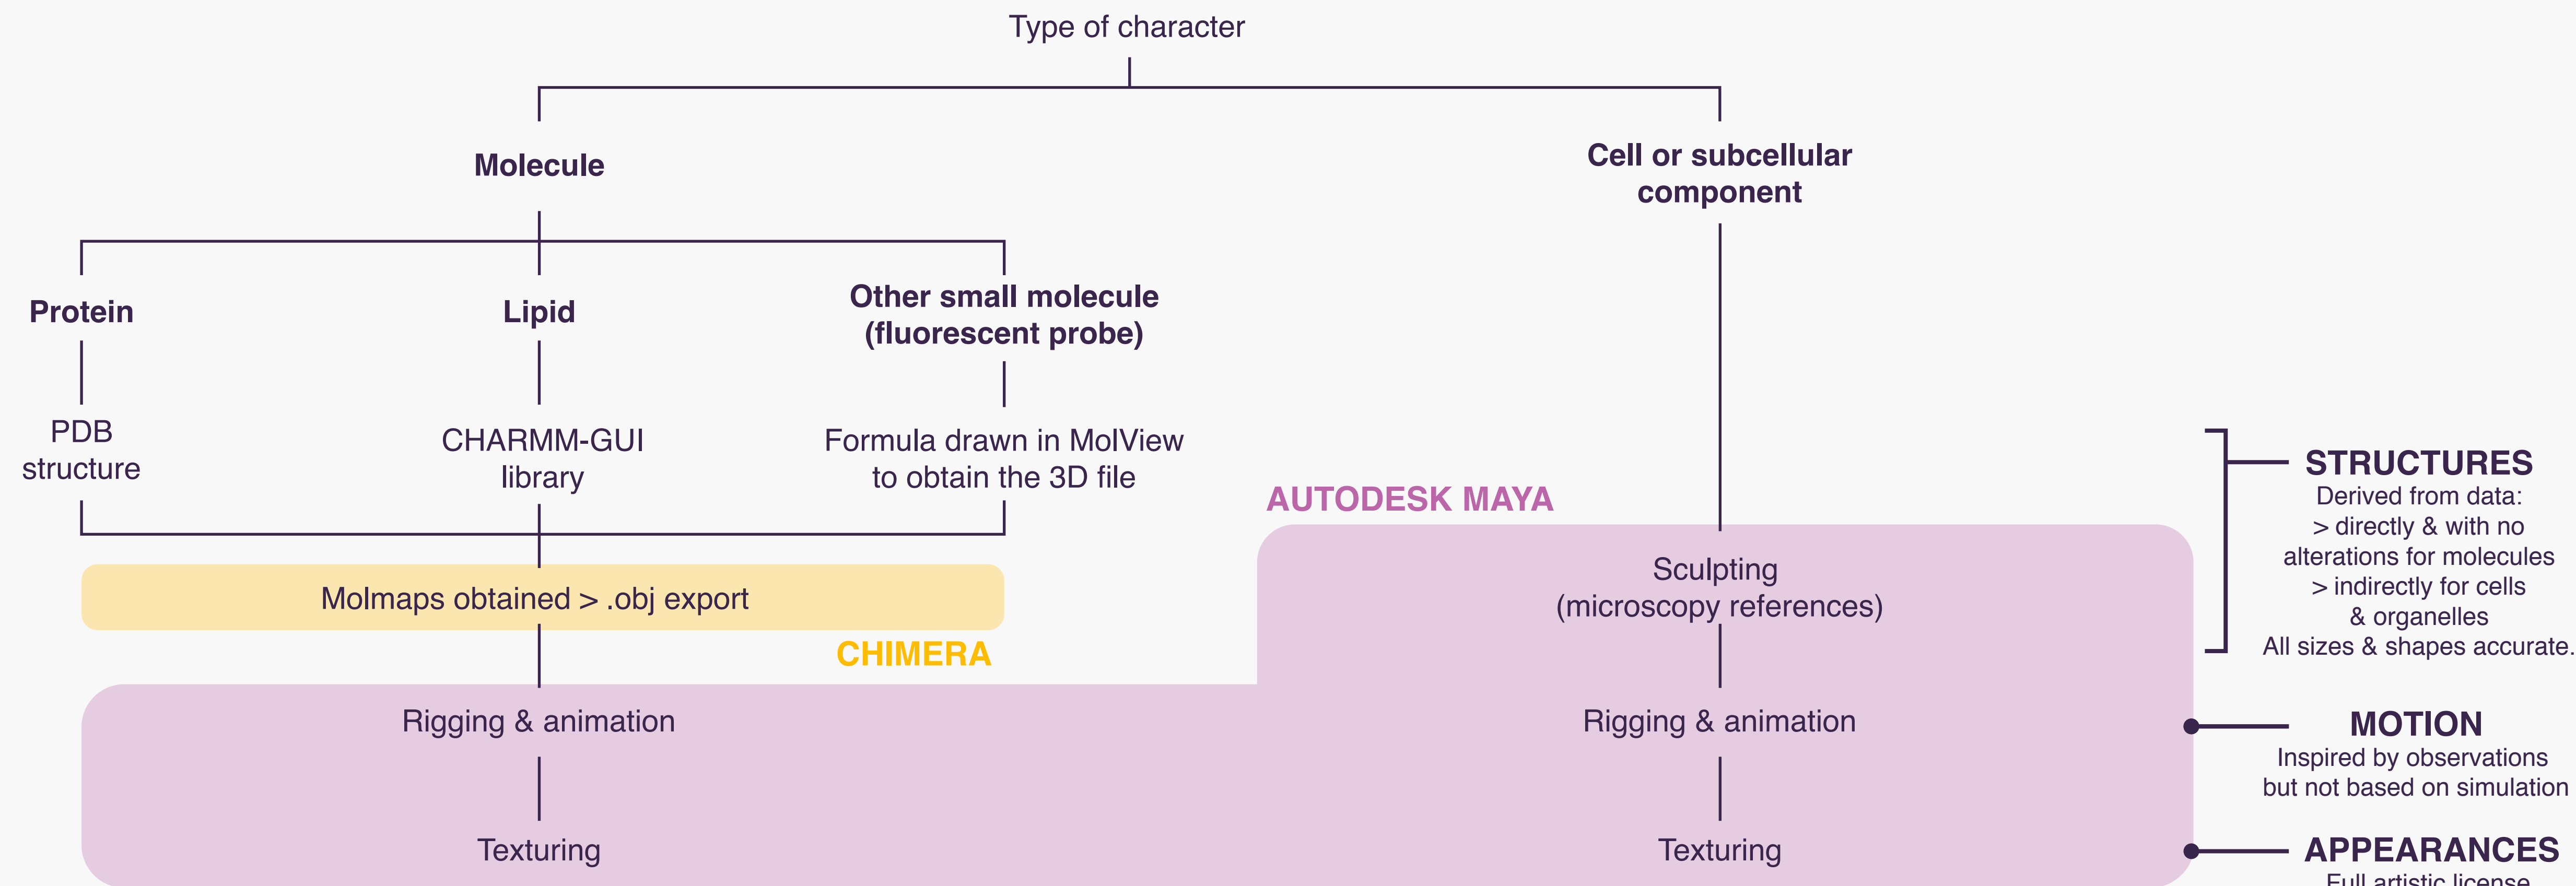 Type of character
Molecule
Cell or subcellular
component
Protein
Lipid
Other small molecule
(fluorescent probe)
PDB
structure
CHARMM-GUI
library
Formula drawn in MolView
to obtain the 3D file
AUTODESK MAYA
Molmaps obtained > .obj export
CHIMERA
Sculpting
(microscopy references)
Rigging & animation
Rigging & animation
Texturing
Texturing
STRUCTURES
Derived from data:
> directly & with no
alterations for molecules
> indirectly for cells
& organelles
All sizes & shapes accurate.
MOTION
Inspired by observations
but not based on simulation
APPEARANCES
Full artistic license